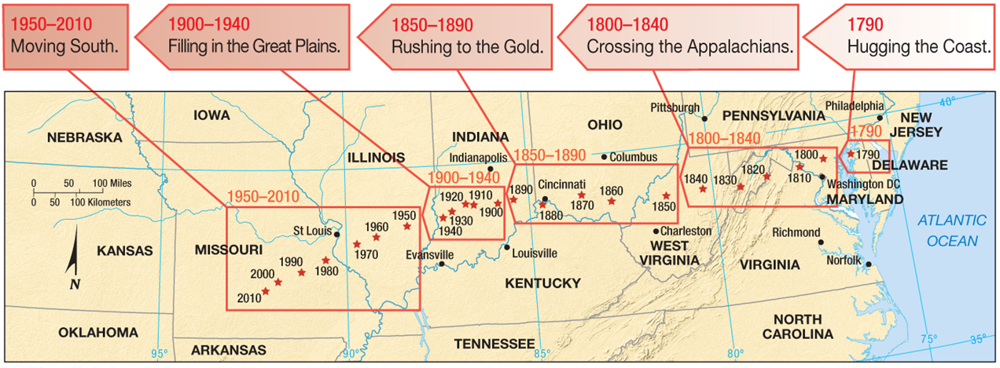 1950–2010
Moving South.
1900–1940
Filling in the Great Plains.
1850–1890
Rushing to the Gold.
1800–1840
Crossing the Appalachians.
1790
Hugging the Coast.
Pittsburgh
Philadelphia
40°
IOWA
OHIO
PENNSYLVANIA
NEW
JERSEY
NEBRASKA
INDIANA
1800–1840
1790
ILLINOIS
Indianapolis
1850–1890
Columbus
1800
1790
DELAWARE
0 50 100 Miles
0 50 100 Kilometers
1950–2010
1900–1940
1920
1910
1890
Cincinnati
1860
1840
1830
1820
1810
Washington DC
MARYLAND
1950
1930
1900
1880
1870
1850
ATLANTIC
OCEAN
St Louis
1960
1940
Charleston
Richmond
KANSAS
MISSOURI
1970
Evansville
Louisville
WEST
VIRGINIA
VIRGINIA
Norfolk
N
1990
1980
2000
KENTUCKY
2010
OKLAHOMA
ARKANSAS
TENNESSEE
NORTH
CAROLINA
95°
90°
85°
80°
75°
35°